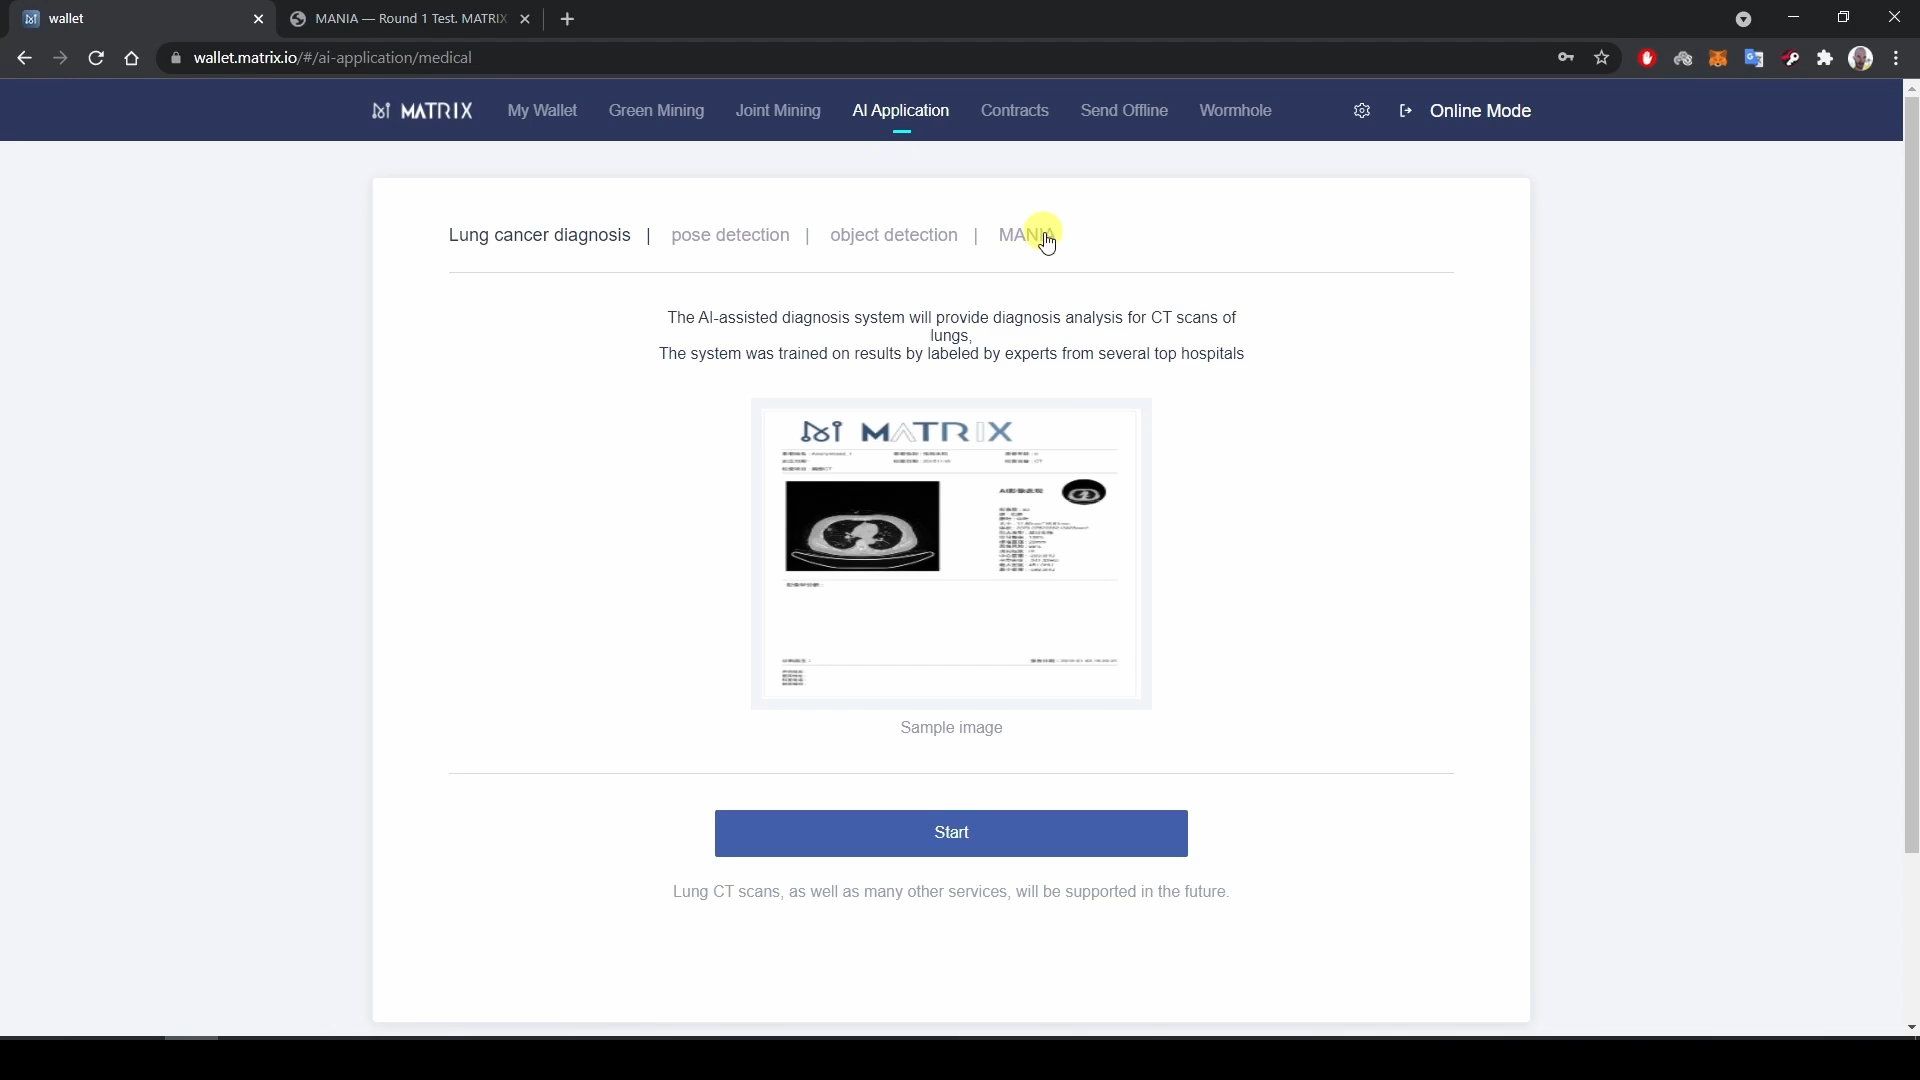 wallet
MANIA — Round 1 Test. MATRIX
wallet.matrix.io/#/ai-application/medical
MATRIX
My Wallet
Green Mining
Joint Mining
AI Application
Contracts
Send Offline
Wormhole
Online Mode
Lung cancer diagnosis | pose detection | object detection | MANIA
The AI-assisted diagnosis system will provide diagnosis analysis for CT scans of
lungs,
The system was trained on results by labeled by experts from several top hospitals
MATRIX
Sample image
Start
Lung CT scans, as well as many other services, will be supported in the future.